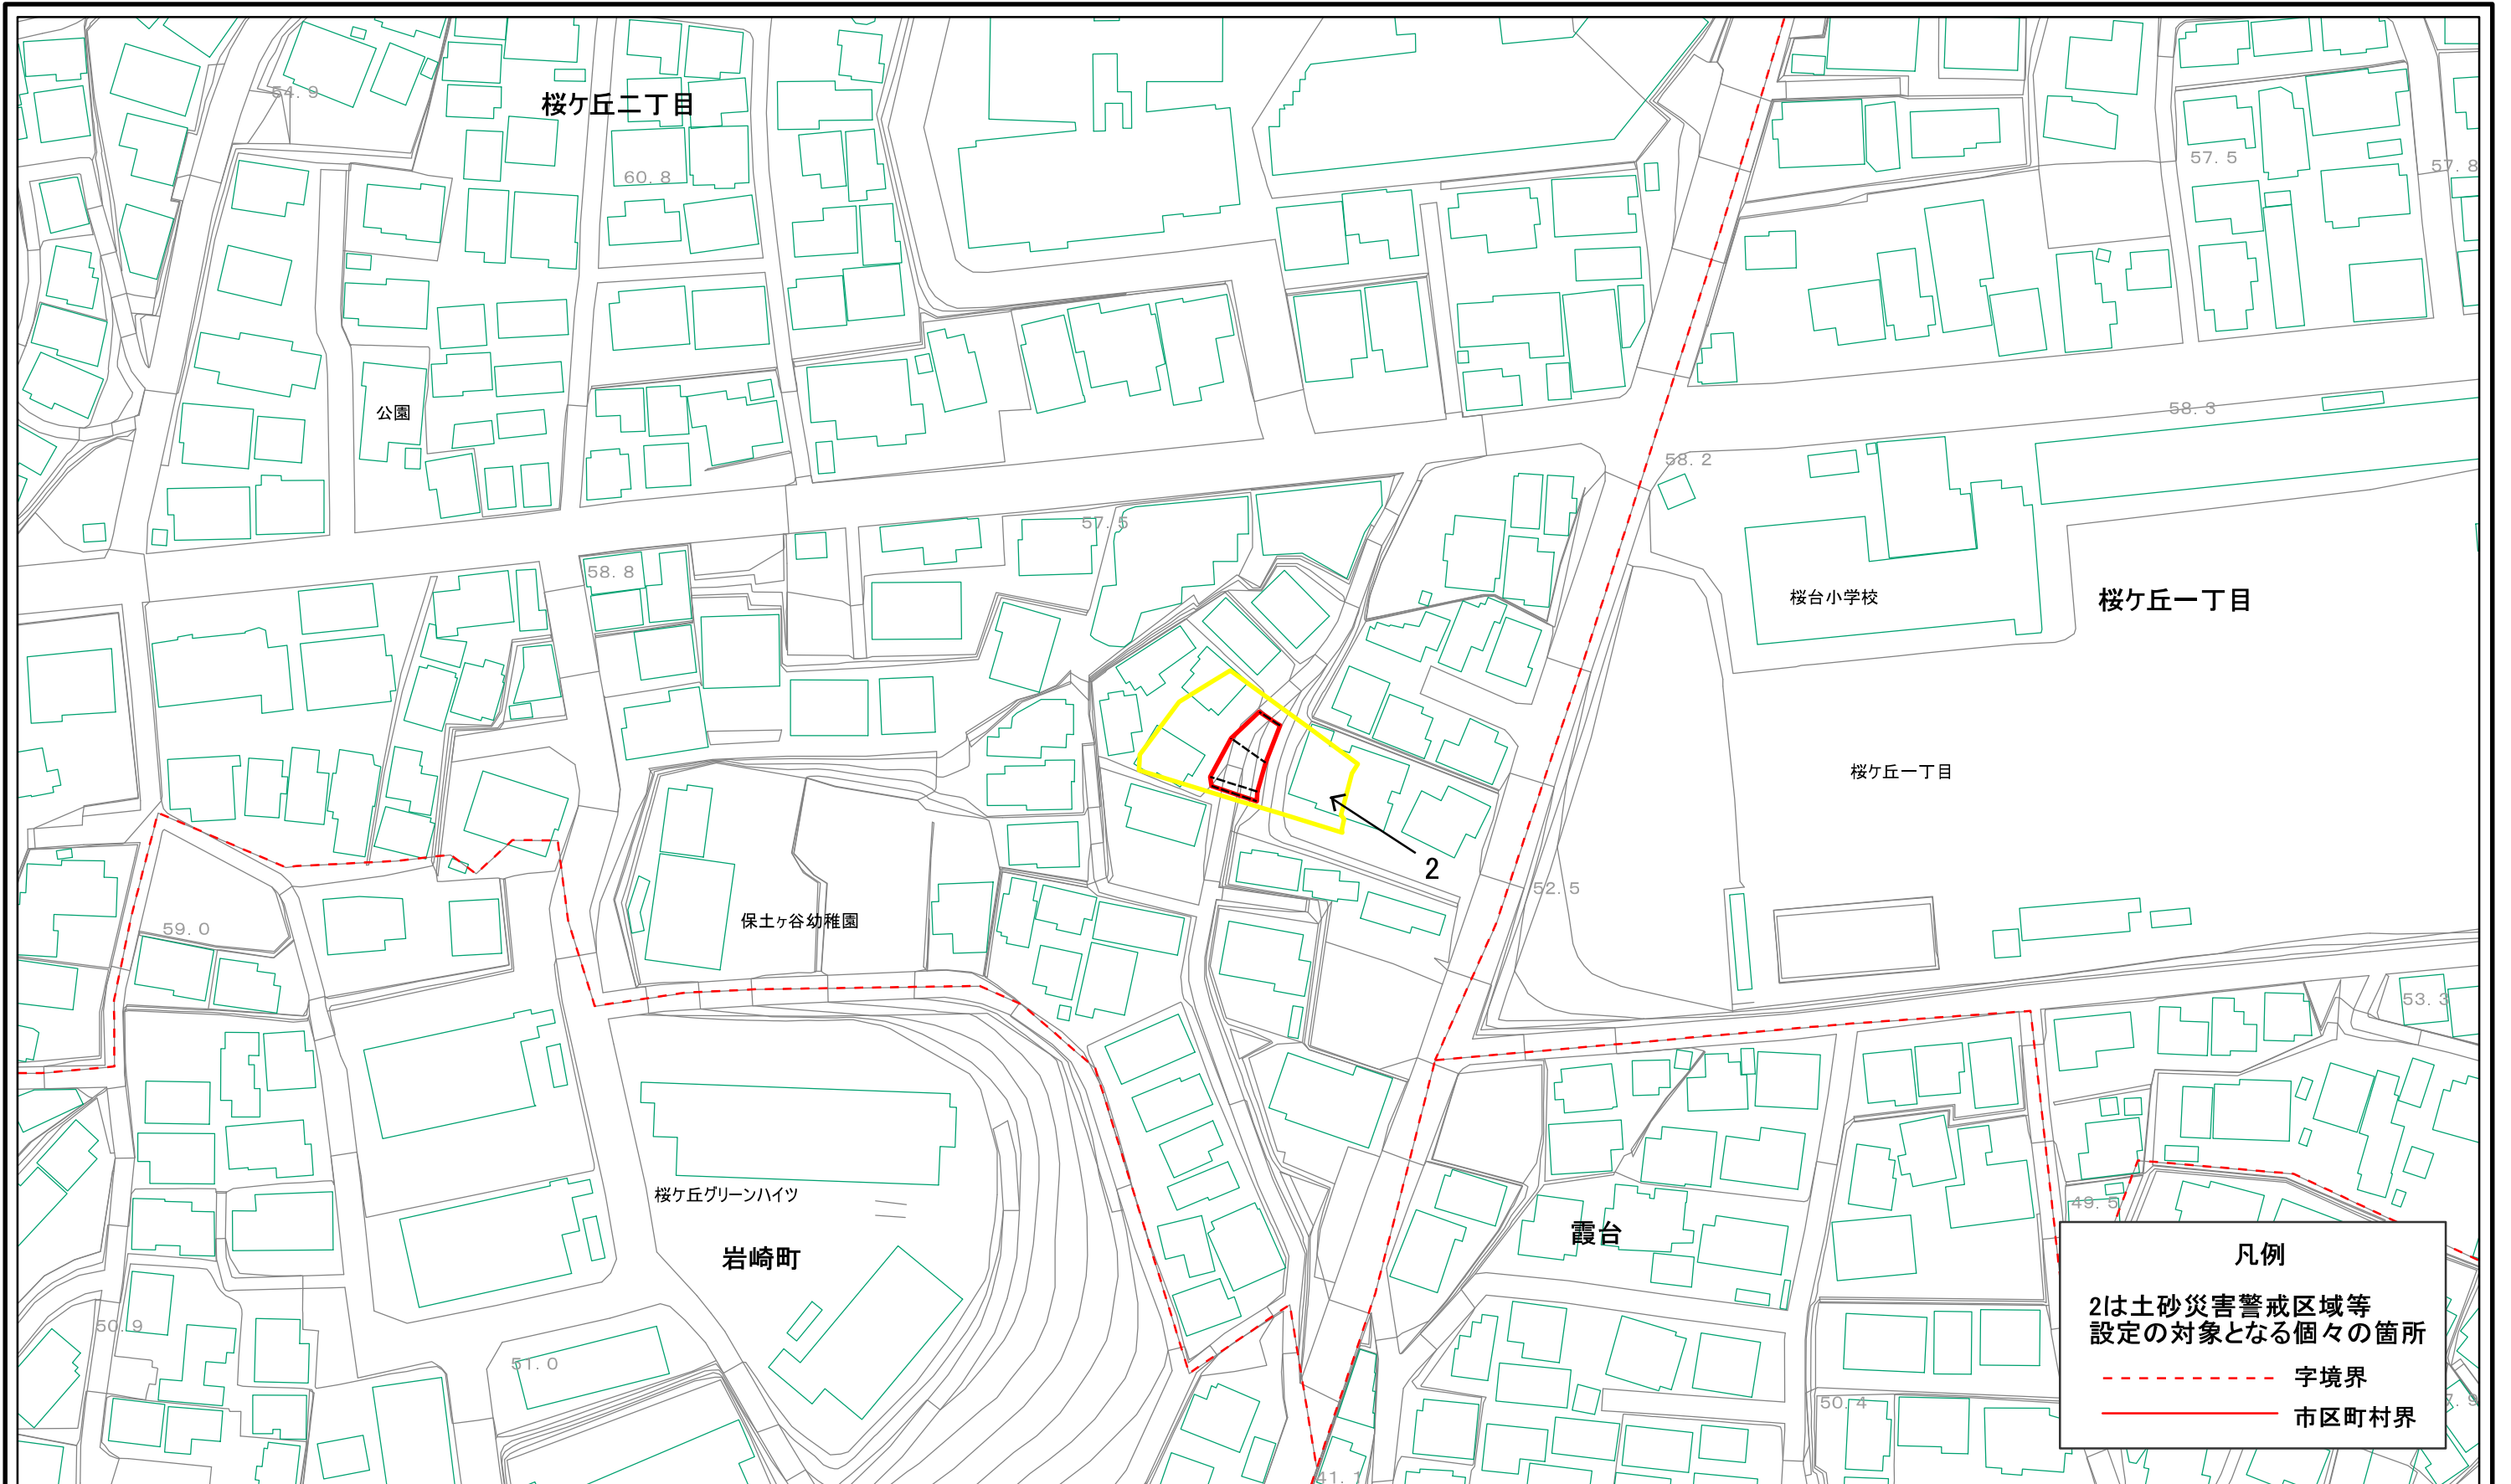 54.9
桜ケ丘二丁目
60.8
57.5
57.8
公園
58.3
58.2
57.5
58.8
桜台小学校
桜ケ丘一丁目
桜ケ丘一丁目
2
52.5
保土ヶ谷幼稚園
59.0
53.3
桜ケ丘グリーンハイツ
49.5
霞台
岩崎町
凡例
2は土砂災害警戒区域等
設定の対象となる個々の箇所
字境界
市区町村界
50.9
51.0
50.4
41.1